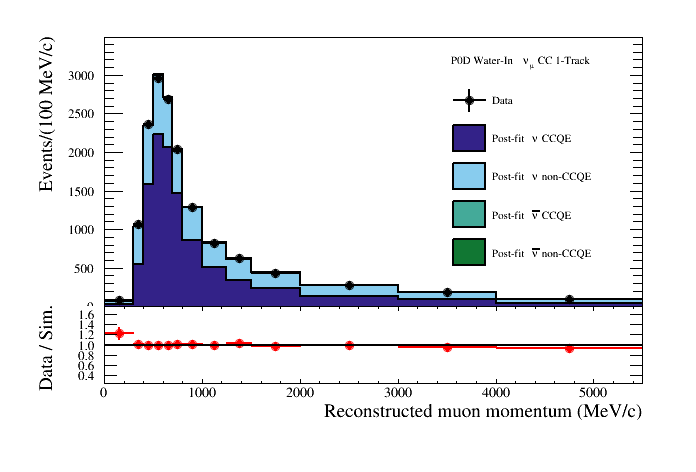 P0D Water-In ν_μ CC 1-Track
Data
Post-fit ν CCQE
Post-fit ν non-CCQE
Post-fit ν̅ CCQE
Post-fit ν̅ non-CCQE
Events/(100 MeV/c)
3000
2500
2000
1500
1000
500
Data / Sim.
1.6
1.4
1.2
1.0
0.8
0.6
0.4
0 1000 2000 3000 4000 5000
Reconstructed muon momentum (MeV/c)